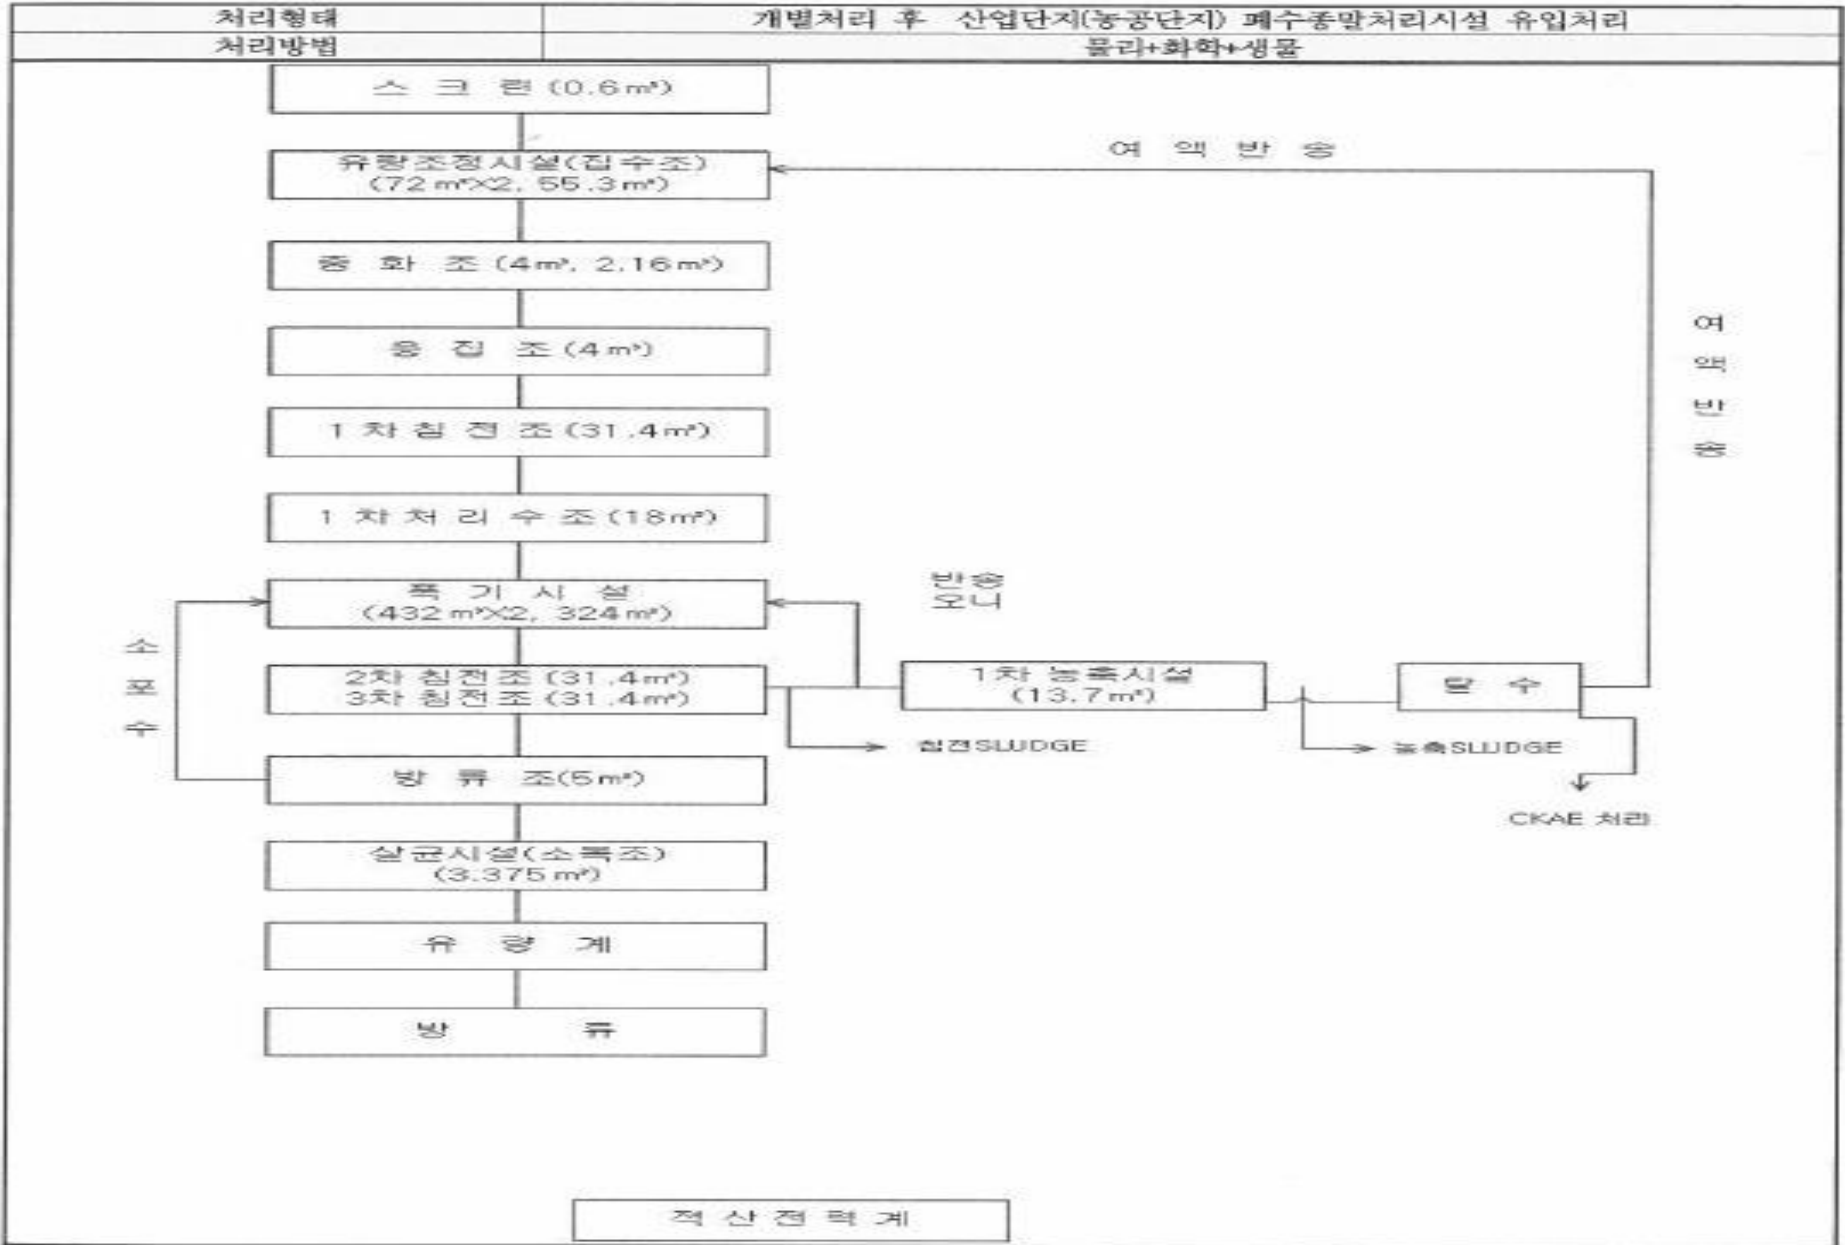 처리형태
개별처리 후 산업단지(농공단지) 폐수종말처리시설 유입처리
처리방법
물리+화학+생물
스 크 린 (0.6㎥)
유량조정시설(집수조)
(72㎥X2, 55.3㎥)
여 액 반 송
중 화 조 (4㎥, 2.16㎥)
응 집 조 (4㎥)
여
액
반
송
1 차 침 전 조 (31.4㎥)
1 차 처 리 수 조 (18㎥)
폭 기 시 설
(432㎥X2, 324㎥)
반송
오니
소
포
수
2차 침전조 (31.4㎥)
3차 침전조 (31.4㎥)
1차 농축시설
(13.7㎥)
탈 수
침전SLUDGE
농축SLUDGE
방 류 조(5㎥)
CKAE 처리
살균시설(소독조)
(3.375㎥)
유 량 계
방 류
적 산 전 력 계